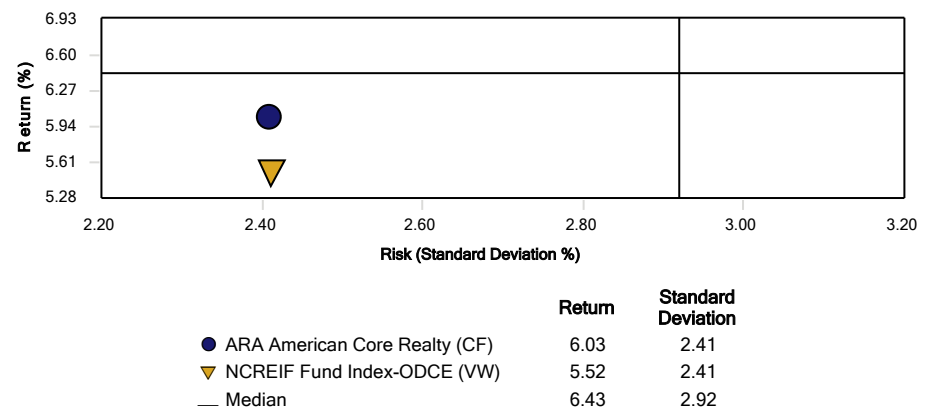 6.93
6.60
6.27
5.94
5.61
5.28
Return (%)
2.20 2.40 2.60 2.80 3.00 3.20
Risk (Standard Deviation %)
Return Standard Deviation
ARA American Core Realty (CF) 6.03 2.41
NCREIF Fund Index-ODCE (VW) 5.52 2.41
Median 6.43 2.92